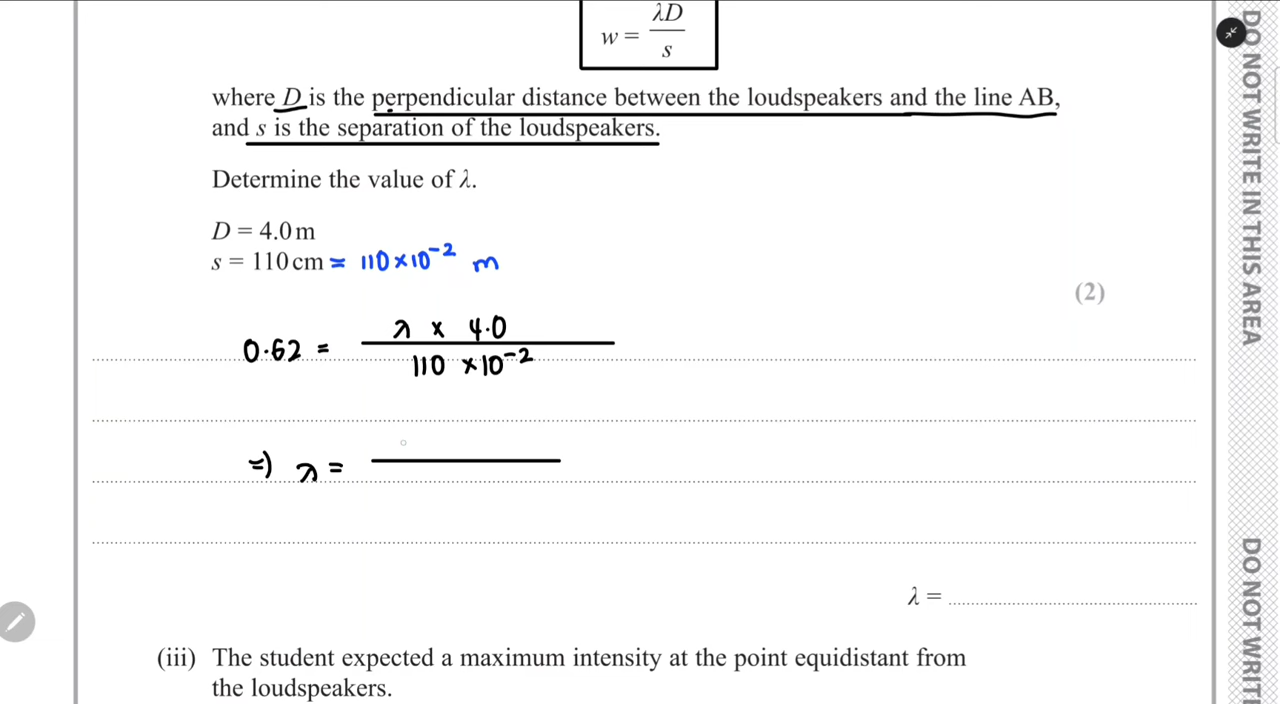 w = λD / s
where D is the perpendicular distance between the loudspeakers and the line AB,
and s is the separation of the loudspeakers.
Determine the value of λ.
D = 4.0 m
s = 110 cm = 110 × 10⁻² m
(2)
0.62 = λ × 4.0 / 110 × 10⁻²
=) λ =
λ =
(iii) The student expected a maximum intensity at the point equidistant from
the loudspeakers.
DO NOT WRITE IN THIS AREA
DO NOT WRIT